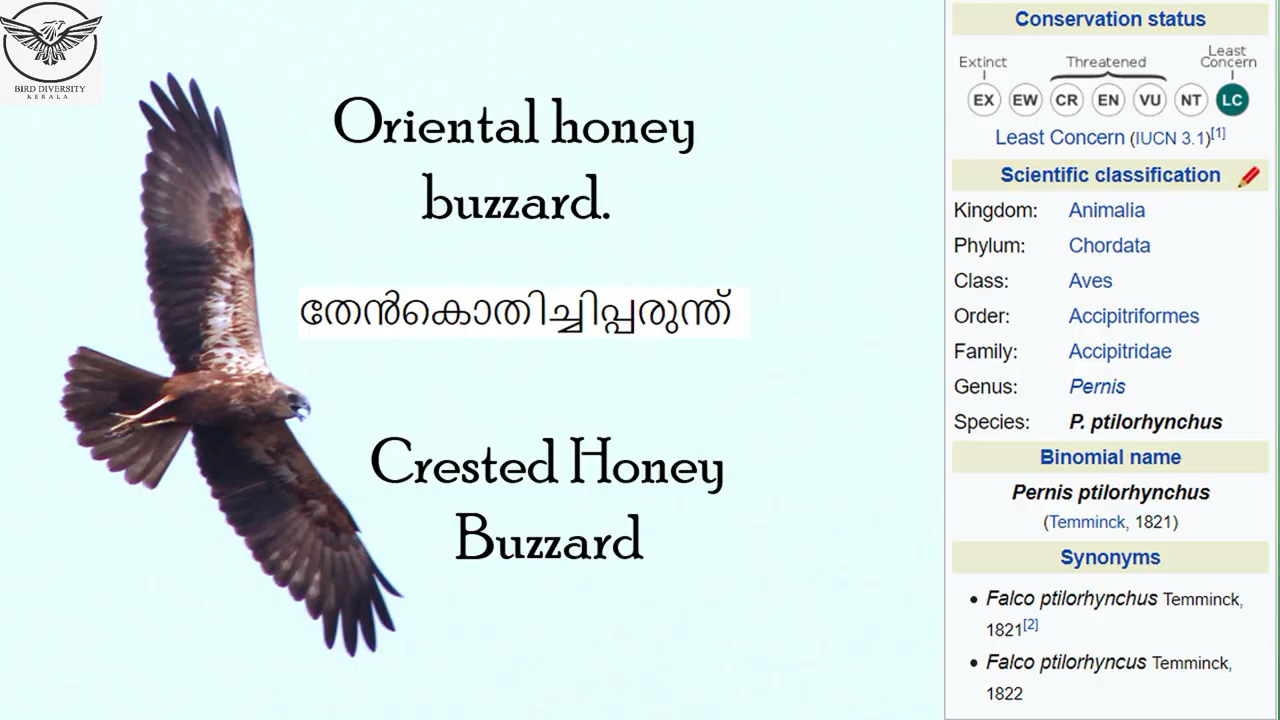 BIRD DIVERSITY
KERALA
Oriental honey
buzzard.
തേൻകൊതിച്ചിപ്പരുന്ത്
Crested Honey
Buzzard
Conservation status
Extinct
Threatened
Least
Concern
EX EW CR EN VU NT LC
Least Concern (IUCN 3.1)[1]
Scientific classification
Kingdom: Animalia
Phylum: Chordata
Class: Aves
Order: Accipitriformes
Family: Accipitridae
Genus: Pernis
Species: P. ptilorhynchus
Binomial name
Pernis ptilorhynchus
(Temminck, 1821)
Synonyms
• Falco ptilorhynchus Temminck,
1821[2]
• Falco ptilorhyncus Temminck,
1822